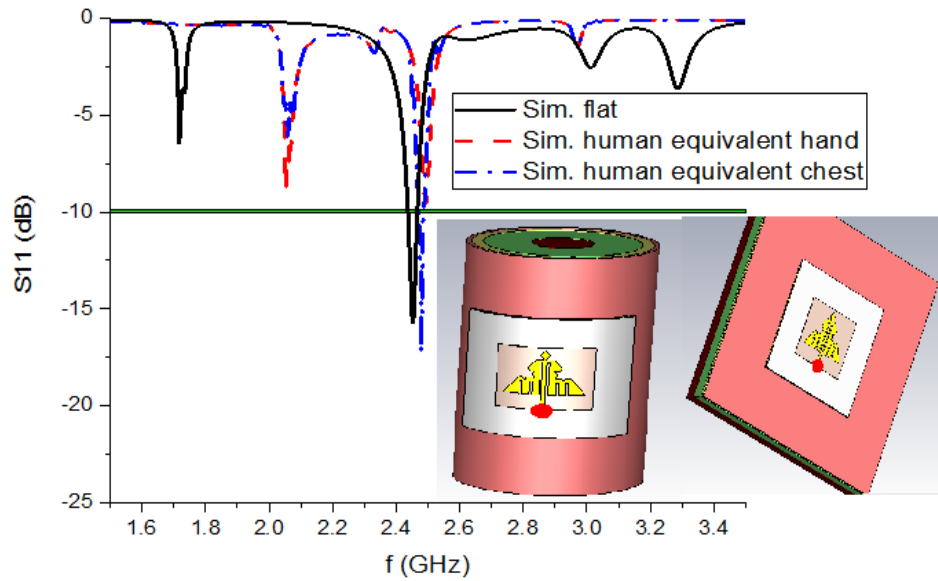 0
-5
-10
-15
-20
-25
S11 (dB)
Sim. flat
Sim. human equivalent hand
Sim. human equivalent chest
1.6 1.8 2.0 2.2 2.4 2.6 2.8 3.0 3.2 3.4
f (GHz)